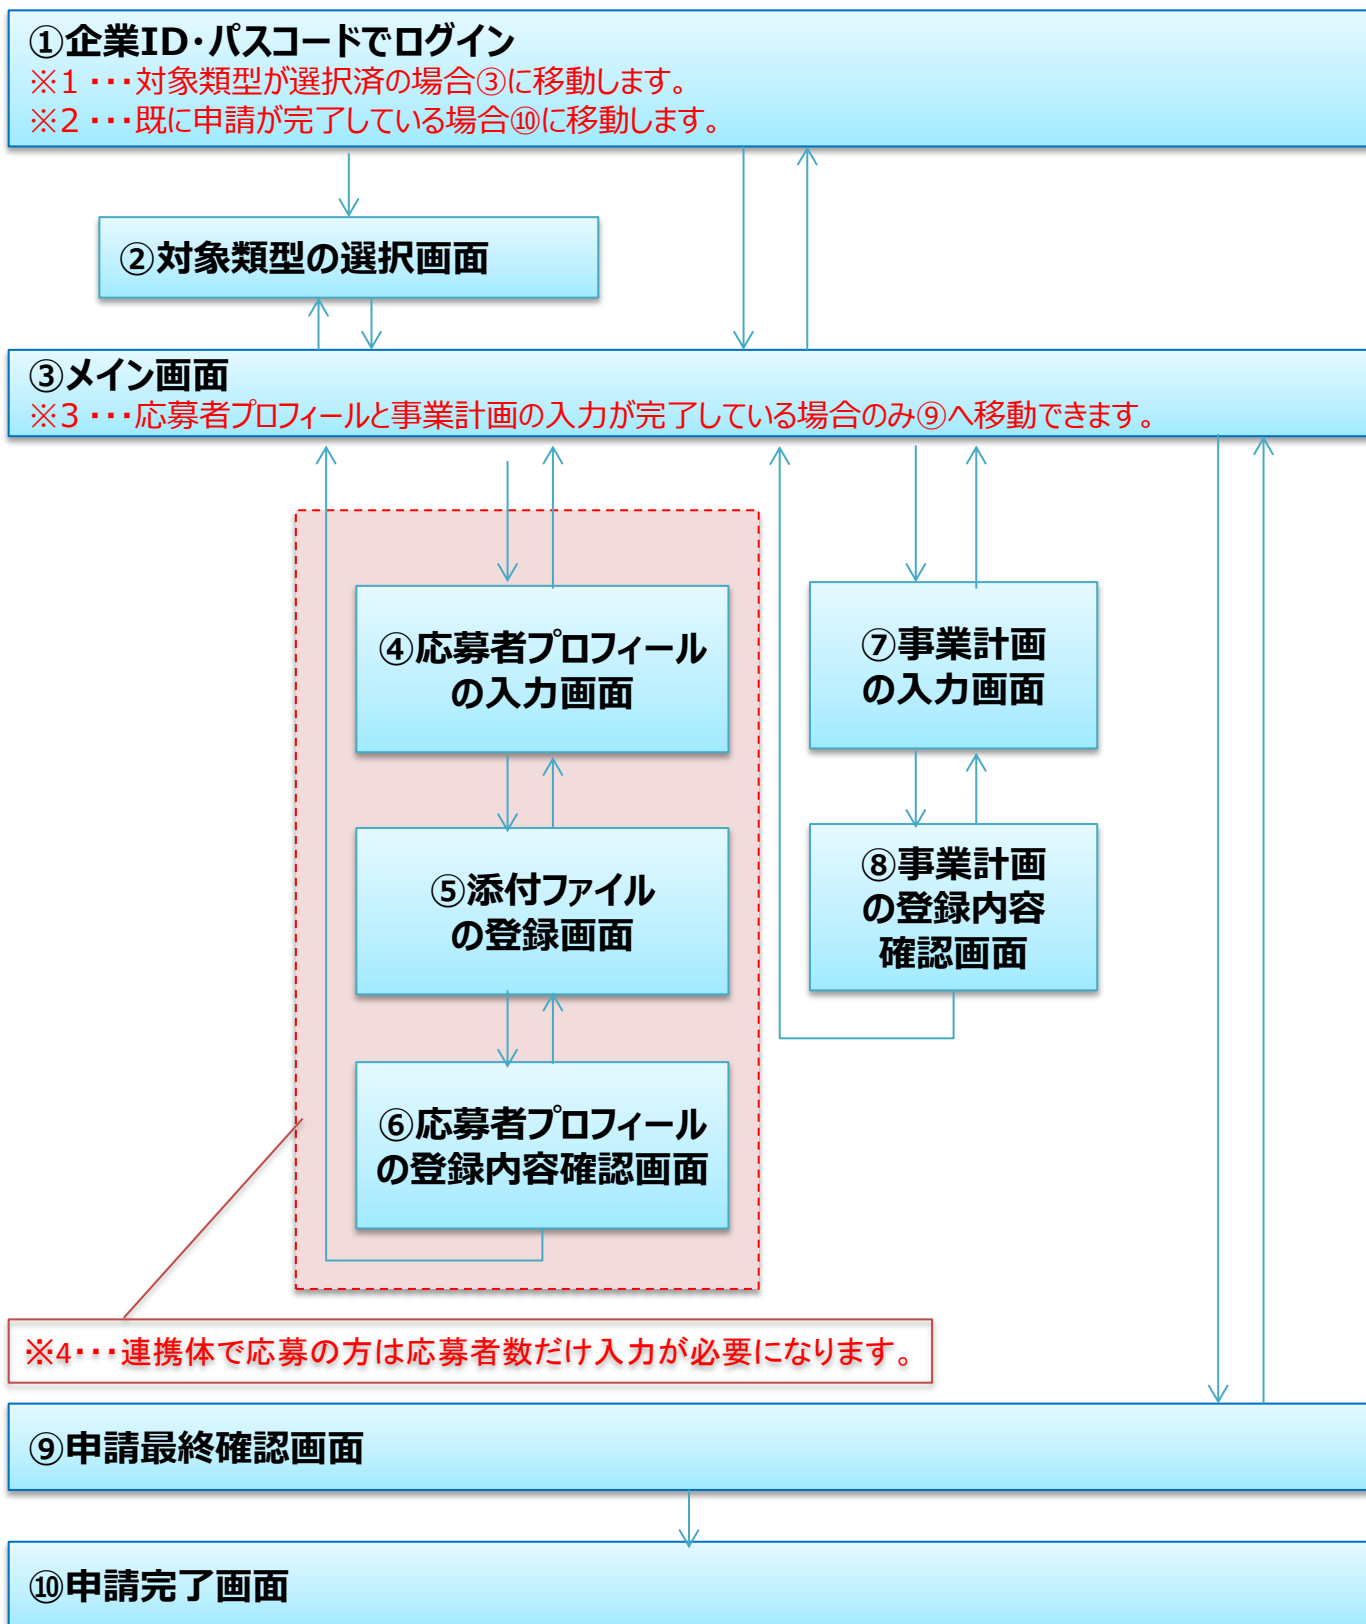 ①企業ID・パスコードでログイン
※1・・・対象類型が選択済の場合③に移動します。
※2・・・既に申請が完了している場合⑩に移動します。
②対象類型の選択画面
③メイン画面
※3・・・応募者プロフィールと事業計画の入力が完了している場合のみ⑨へ移動できます。
④応募者プロフィール
の入力画面
⑤添付ファイル
の登録画面
⑥応募者プロフィール
の登録内容確認画面
⑦事業計画
の入力画面
⑧事業計画
の登録内容
確認画面
※4・・・連携体で応募の方は応募者数だけ入力が必要になります。
⑨申請最終確認画面
⑩申請完了画面